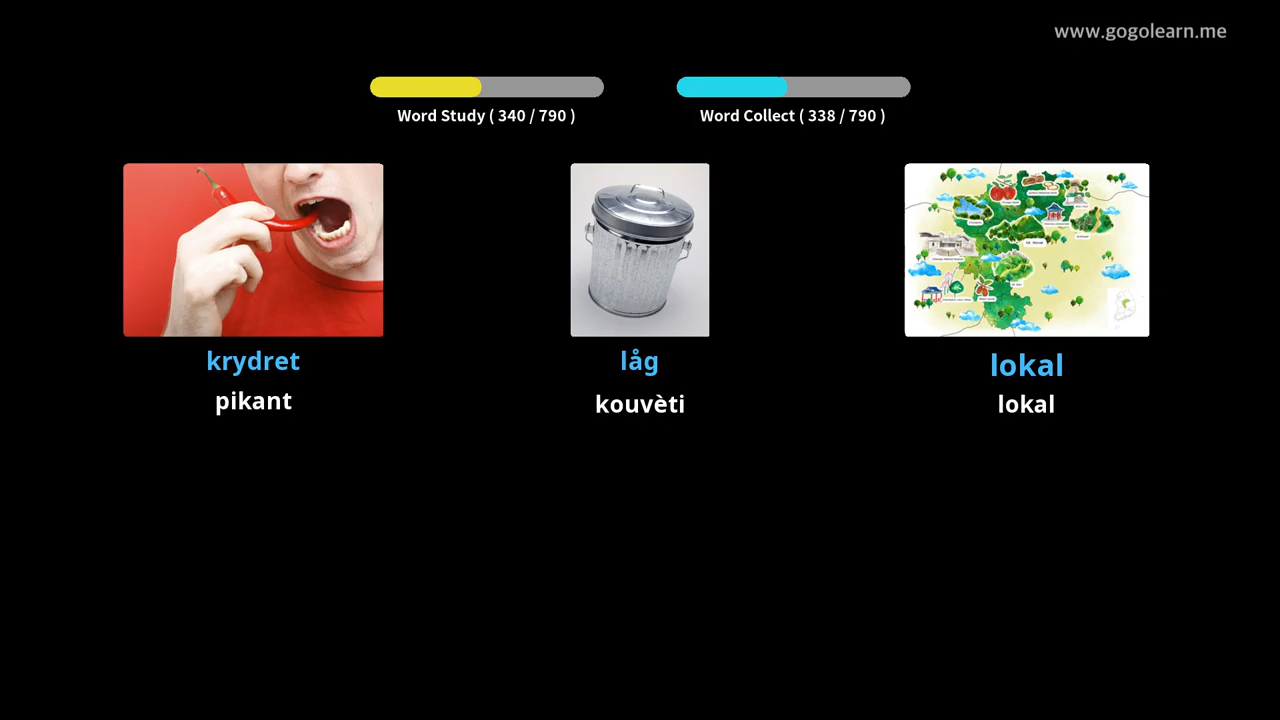 www.gogolearn.me
Word Study ( 340 / 790 )
Word Collect ( 338 / 790 )
krydret
pikant
låg
kouvèti
lokal
lokal